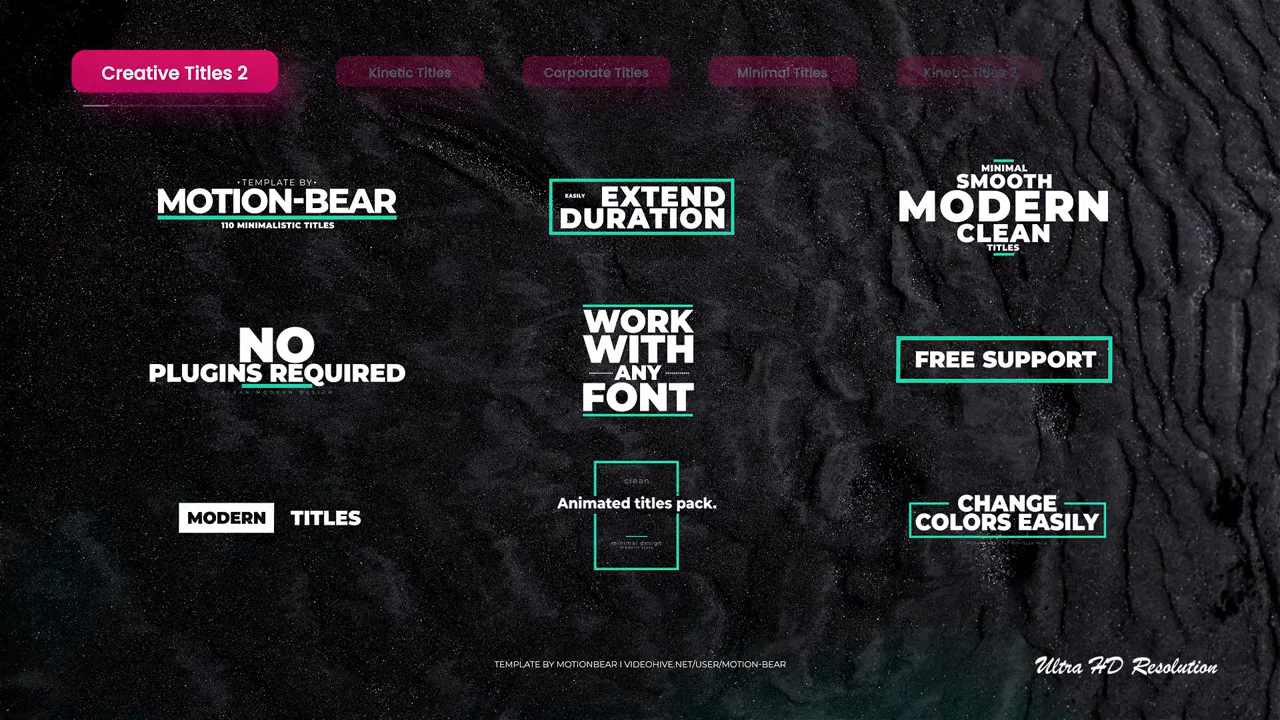 Creative Titles 2
Kinetic Titles
Corporate Titles
Minimal Titles
Kinetic Titles 2
•TEMPLATE BY•
MOTION-BEAR
110 MINIMALISTIC TITLES
EASILY EXTEND
DURATION
MINIMAL
SMOOTH
MODERN
CLEAN
TITLES
NO
PLUGINS REQUIRED
CLEAN MODERN DESIGN
WORK
WITH
ANY
FONT
FREE SUPPORT
MODERN TITLES
clean
Animated titles pack.
minimal design
modern style
CHANGE
COLORS EASILY
TEMPLATE BY MOTIONBEAR I VIDEOHIVE.NET/USER/MOTION-BEAR
Ultra HD Resolution